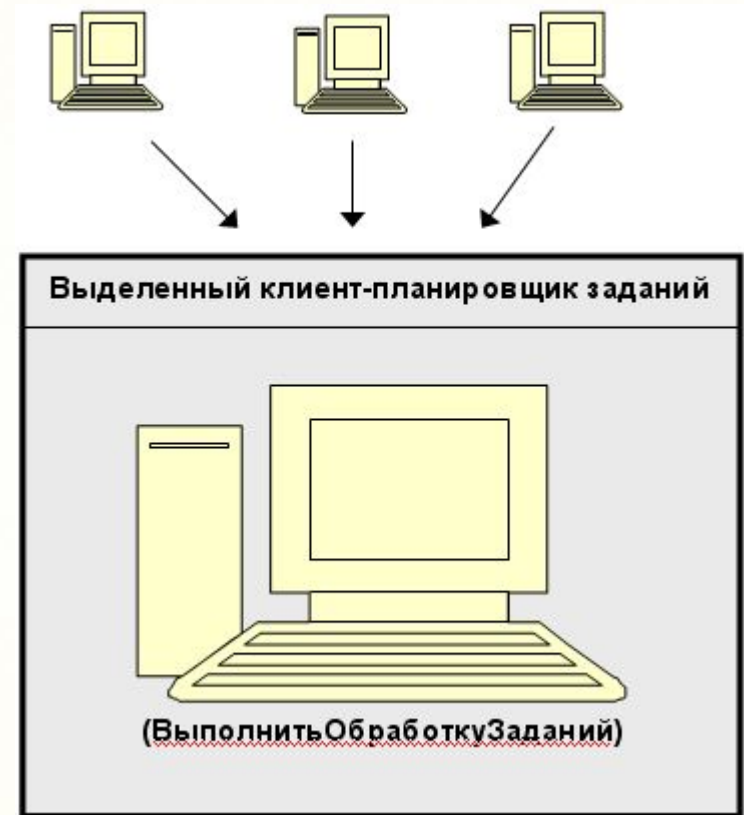 Выделенный клиент-планировщик заданий
(ВыполнитьОбработкуЗаданий)